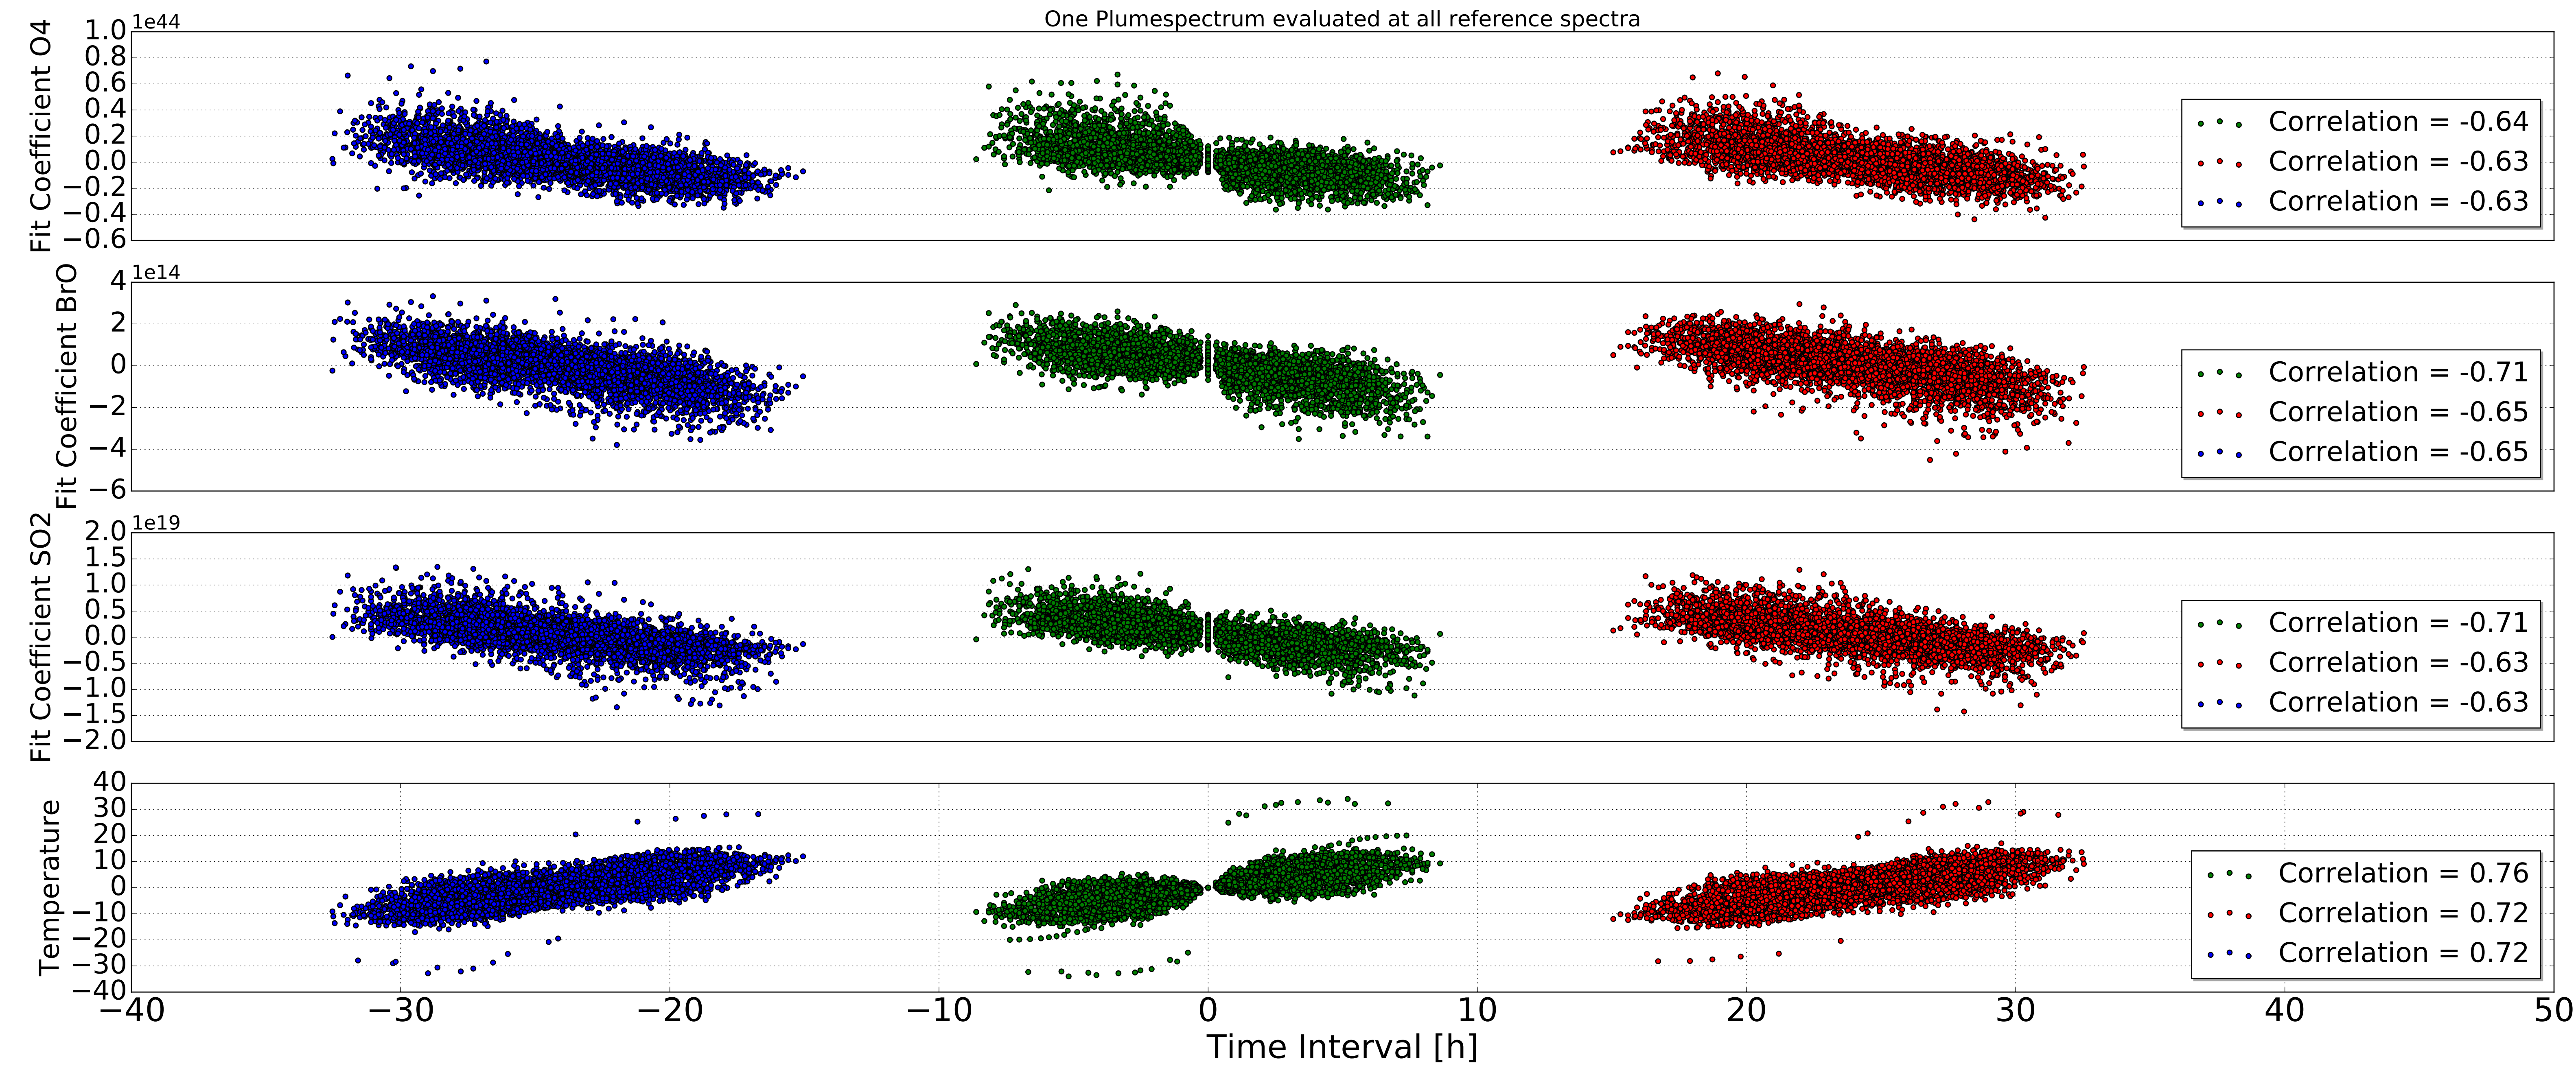 One Plumespectrum evaluated at all reference spectra
1e44
Fit Coefficient O4
1.0
0.8
0.6
0.4
0.2
0.0
−0.2
−0.4
−0.6
Correlation = -0.64
Correlation = -0.63
Correlation = -0.63
1e14
Fit Coefficient BrO
4
2
0
−2
−4
−6
Correlation = -0.71
Correlation = -0.65
Correlation = -0.65
1e19
Fit Coefficient SO2
2.0
1.5
1.0
0.5
0.0
−0.5
−1.0
−1.5
−2.0
Correlation = -0.71
Correlation = -0.63
Correlation = -0.63
Temperature
40
30
20
10
0
−10
−20
−30
−40
Correlation = 0.76
Correlation = 0.72
Correlation = 0.72
−40 −30 −20 −10 0 10 20 30 40 50
Time Interval [h]